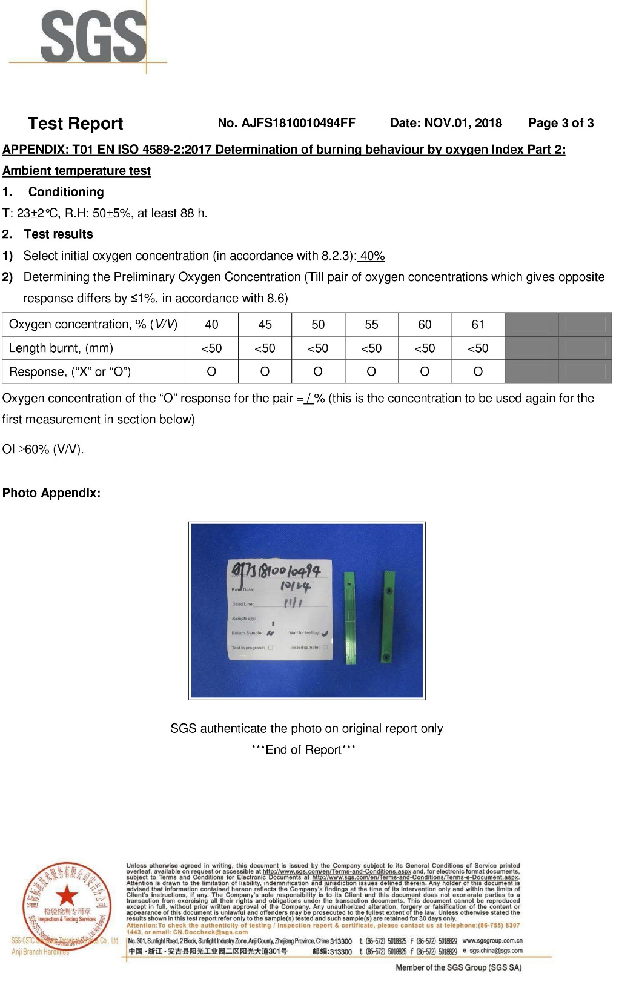 SGS
Test Report No. AJFS1810010494FF Date: NOV.01, 2018 Page 3 of 3
APPENDIX: T01 EN ISO 4589-2:2017 Determination of burning behaviour by oxygen Index Part 2:
Ambient temperature test
1. Conditioning
T: 23±2°C, R.H: 50±5%, at least 88 h.
2. Test results
1) Select initial oxygen concentration (in accordance with 8.2.3): 40%
2) Determining the Preliminary Oxygen Concentration (Till pair of oxygen concentrations which gives opposite
response differs by ≤1%, in accordance with 8.6)
Oxygen concentration, % (V/V) 40 45 50 55 60 61
Length burnt, (mm) <50 <50 <50 <50 <50 <50
Response, (“X” or “O”) O O O O O O
Oxygen concentration of the “O” response for the pair = / % (this is the concentration to be used again for the
first measurement in section below)
OI >60% (V/V).
Photo Appendix:
1810010494
Date: 10/24
Dead Line: 11/1
Sample qty:
Return Sample: Wait for testing:
Test in progress: Tested sample:
SGS authenticate the photo on original report only
***End of Report***
检验检测专用章
Inspection & Testing Services
Anji Branch Hardlines
Unless otherwise agreed in writing, this document is issued by the Company subject to its General Conditions of Service printed
overleaf, available on request or accessible at http://www.sgs.com/en/Terms-and-Conditions.aspx and, for electronic format documents,
subject to Terms and Conditions for Electronic Documents at http://www.sgs.com/en/Terms-and-Conditions/Terms-e-Document.aspx.
Attention is drawn to the limitation of liability, indemnification and jurisdiction issues defined therein. Any holder of this document is
advised that information contained hereon reflects the Company's findings at the time of its intervention only and within the limits of
Client's instructions, if any. The Company's sole responsibility is to its Client and this document does not exonerate parties to a
transaction from exercising all their rights and obligations under the transaction documents. This document cannot be reproduced
except in full, without prior written approval of the Company. Any unauthorized alteration, forgery or falsification of the content or
appearance of this document is unlawful and offenders may be prosecuted to the fullest extent of the law. Unless otherwise stated the
results shown in this test report refer only to the sample(s) tested and such sample(s) are retained for 30 days only.
Attention:To check the authenticity of testing / inspection report & certificate, please contact us at telephone:(86-755) 8307
1443, or email: CN.Doccheck@sgs.com
No. 301, Sunlight Road, 2 Block, Sunlight Industry Zone, Anji County, Zhejiang Province, China 313300 t (86-572) 5018825 f (86-572) 5018829 www.sgsgroup.com.cn
中国・浙江・安吉县阳光工业园二区阳光大道301号 邮编:313300 t (86-572) 5018825 f (86-572) 5018829 e sgs.china@sgs.com
Member of the SGS Group (SGS SA)